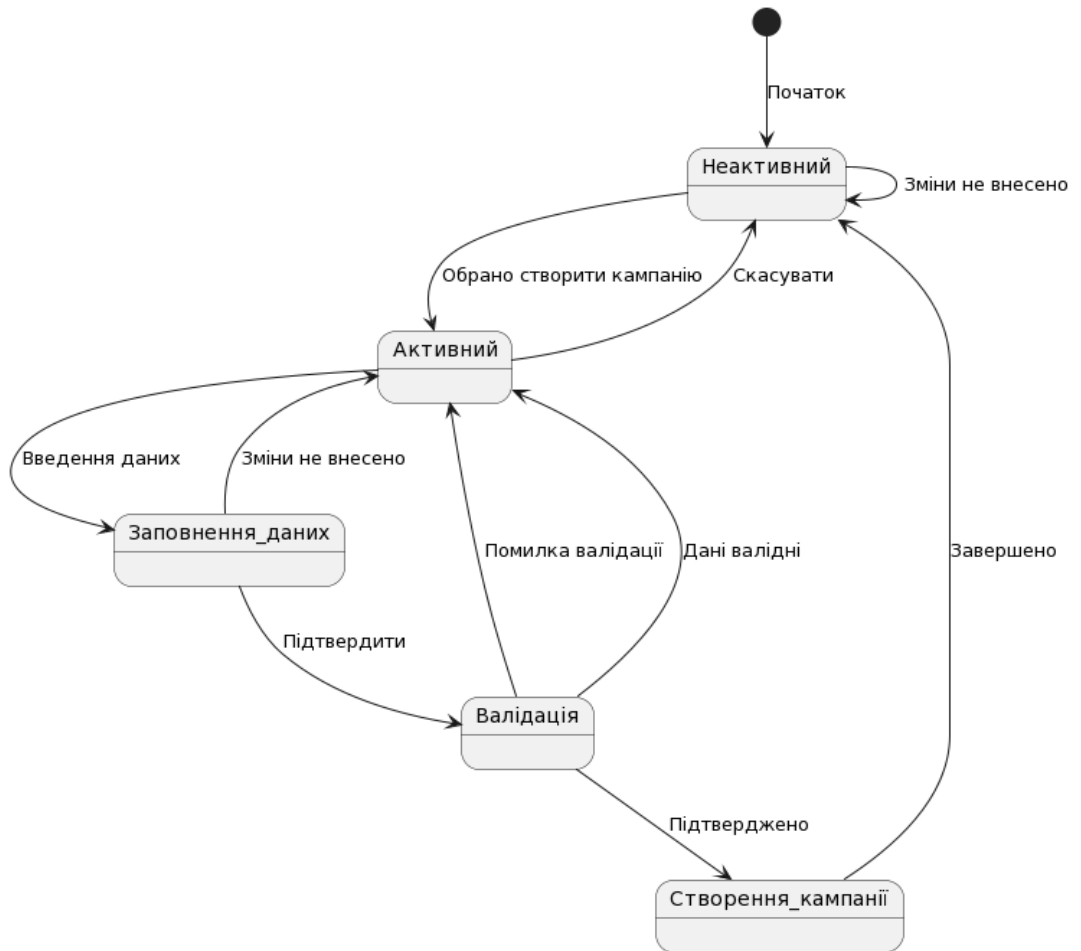 Початок
Неактивний
Зміни не внесено
Обрано створити кампанію
Скасувати
Активний
Введення даних
Зміни не внесено
Заповнення_даних
Помилка валідації
Дані валідні
Завершено
Підтвердити
Валідація
Підтверджено
Створення_кампанії